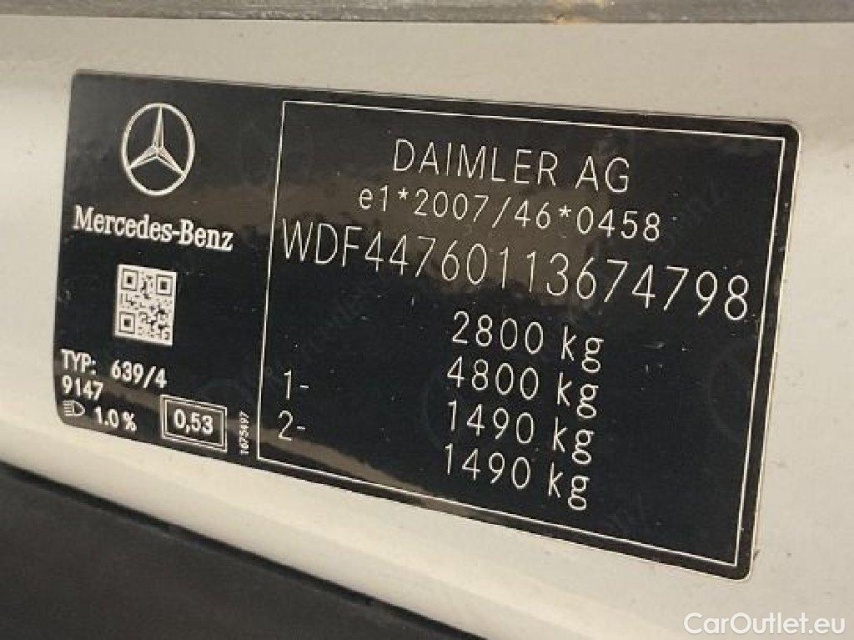 Mercedes-Benz
TYP: 639/4
9147
1.0 %
0,53
1675497
DAIMLER AG
e1*2007/46*0458
WDF44760113674798
2800 kg
4800 kg
1- 1490 kg
2- 1490 kg
CarOutlet.eu